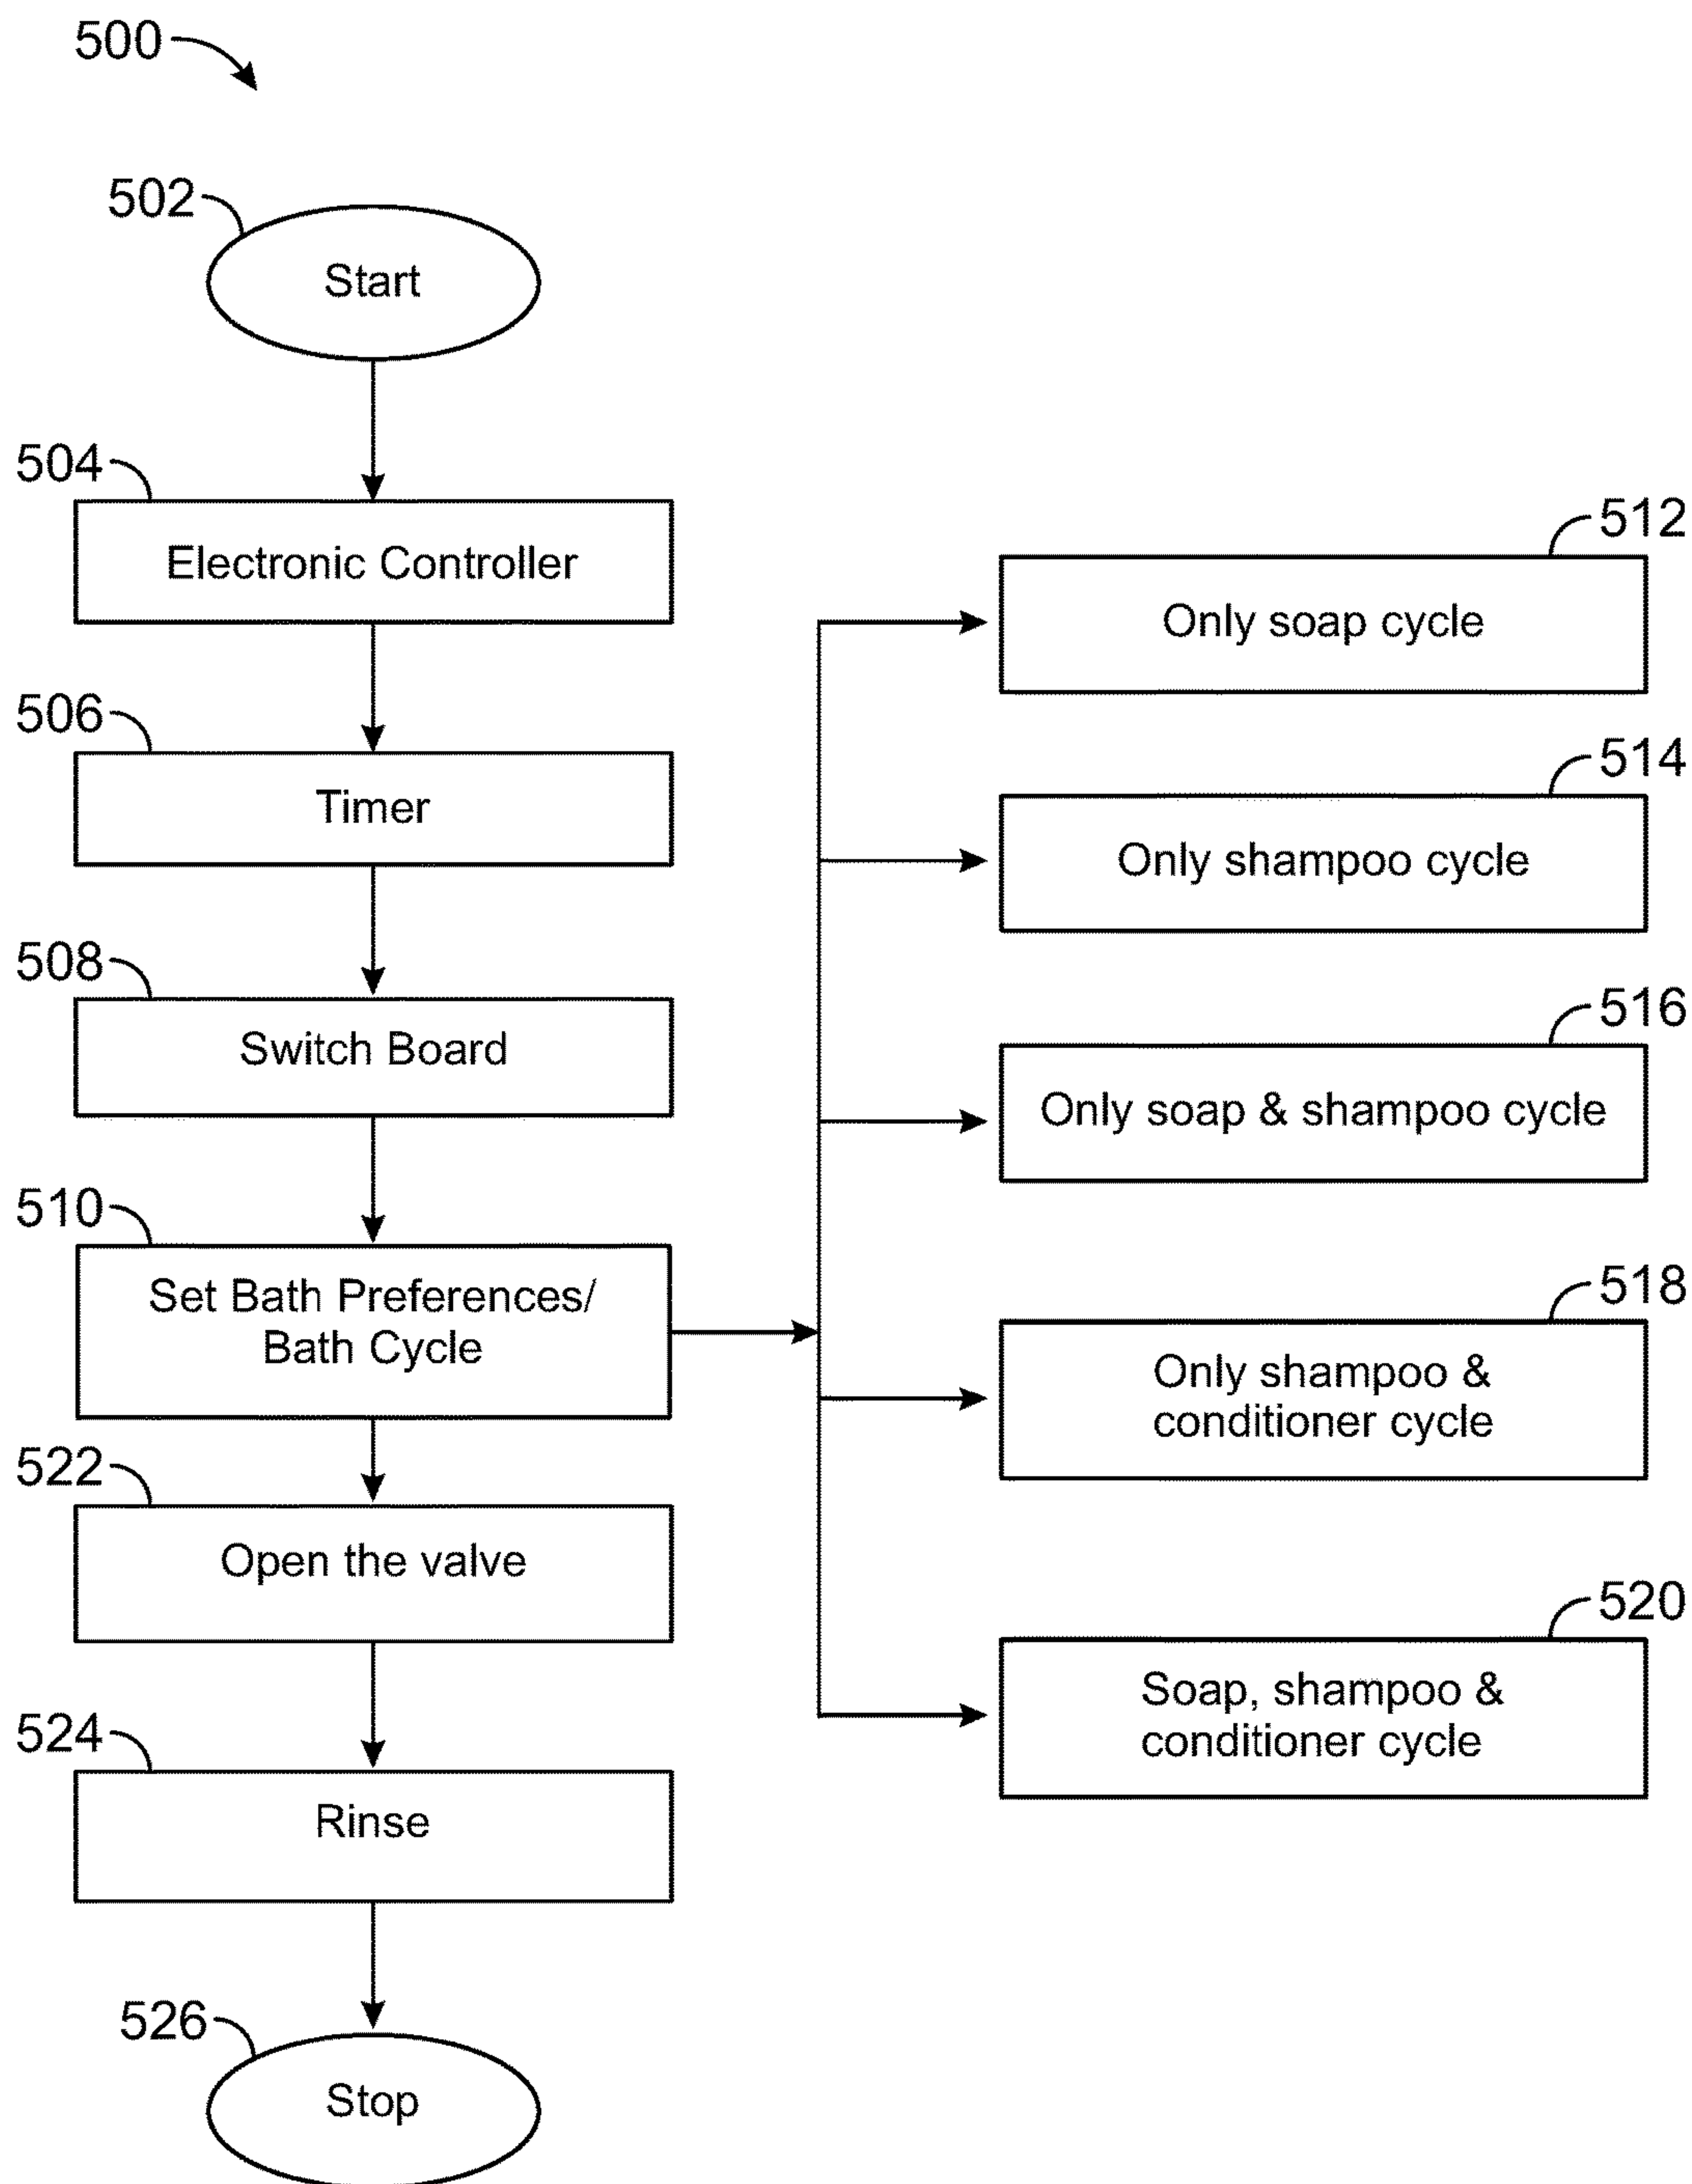 500
502
Start
504
Electronic Controller
506
Timer
508
Switch Board
510
Set Bath Preferences/
Bath Cycle
512
Only soap cycle
514
Only shampoo cycle
516
Only soap & shampoo cycle
518
Only shampoo &
conditioner cycle
520
Soap, shampoo &
conditioner cycle
522
Open the valve
524
Rinse
526
Stop